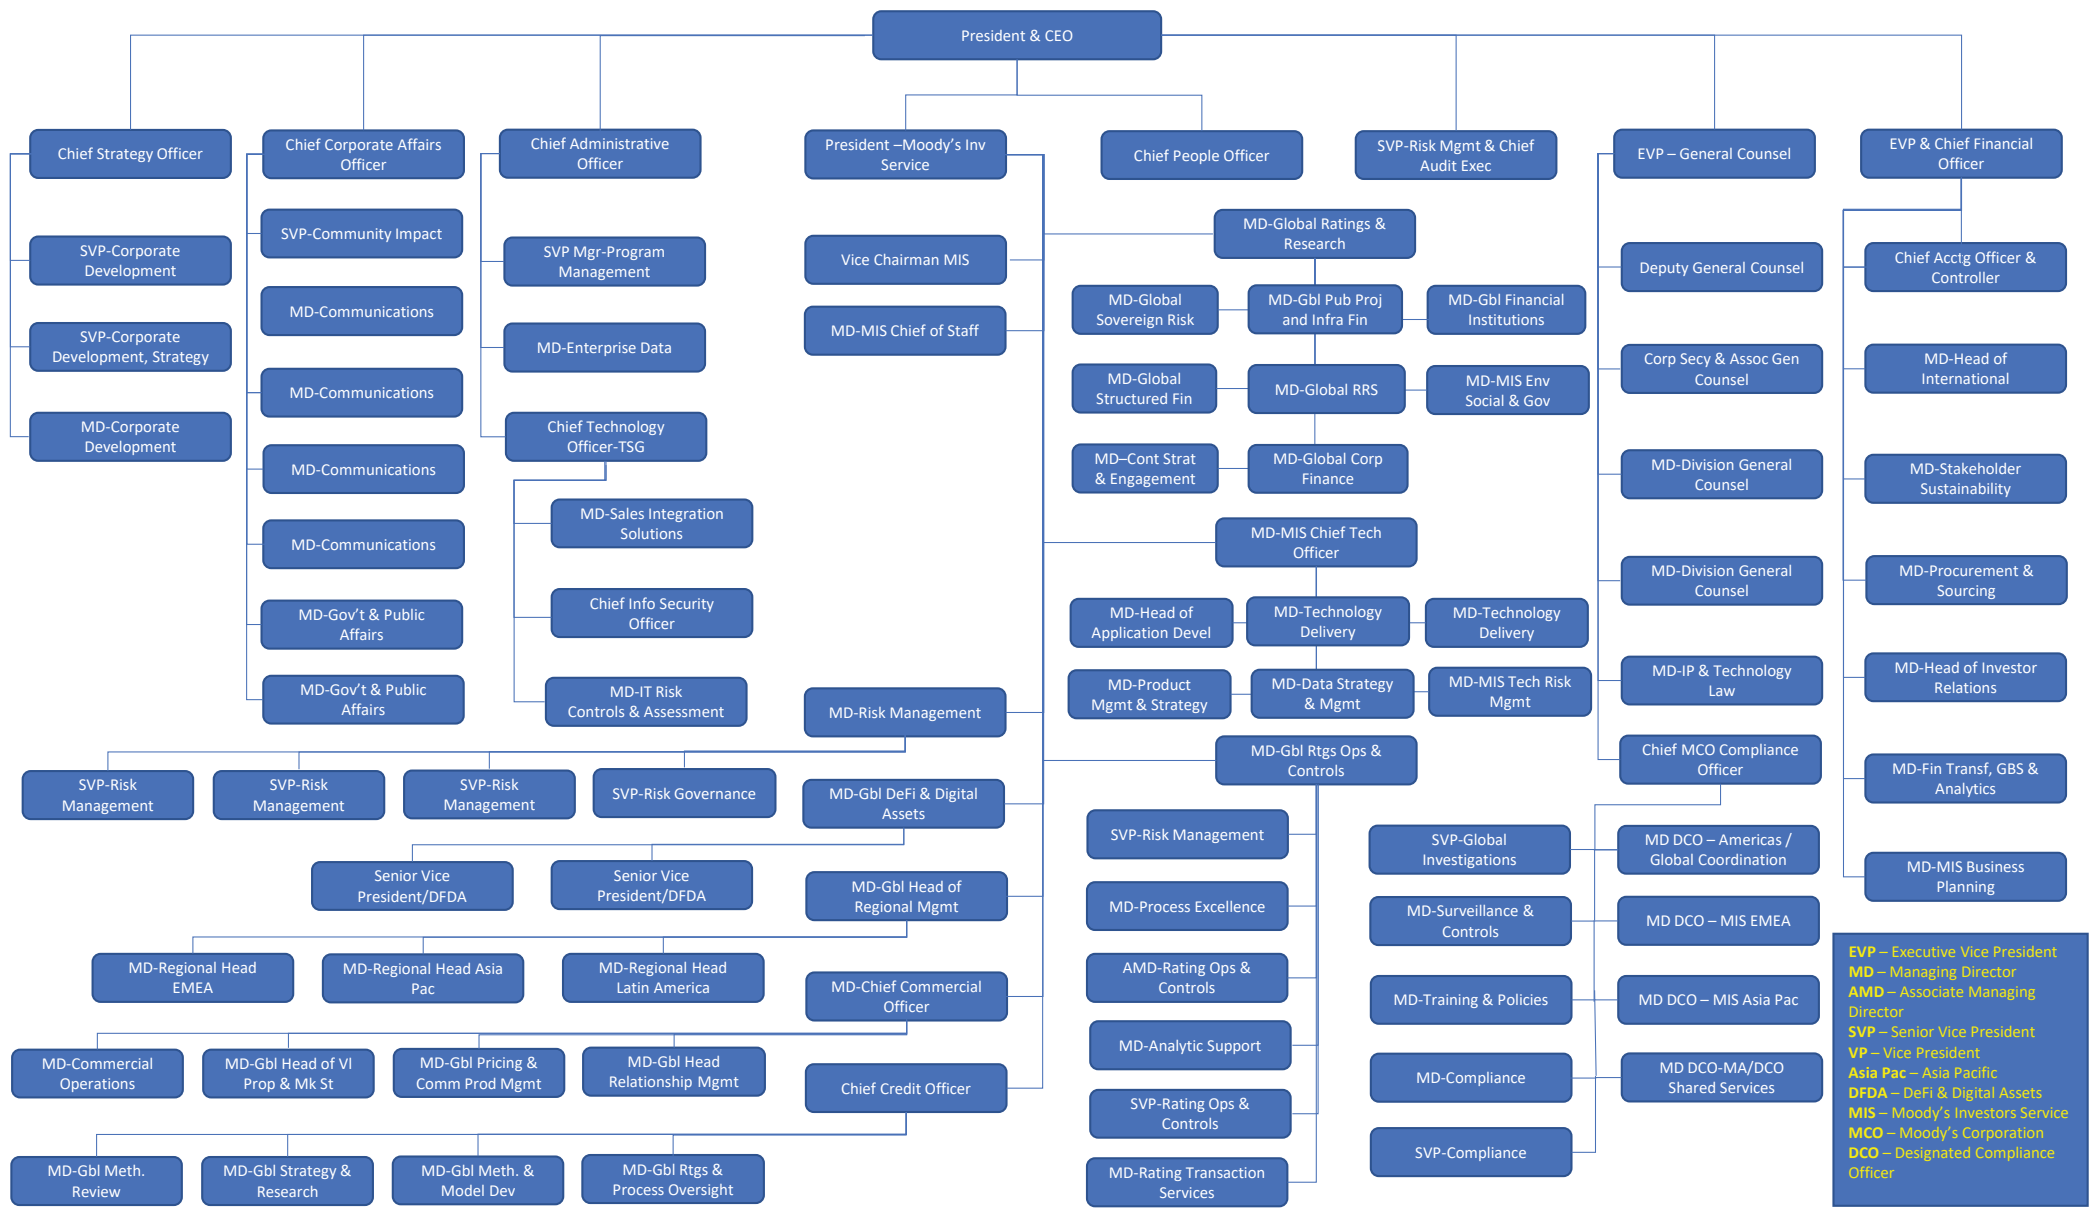 President & CEO
Chief Strategy Officer
Chief Corporate Affairs
Officer
Chief Administrative
Officer
President –Moody's Inv
Service
Chief People Officer
SVP-Risk Mgmt & Chief
Audit Exec
EVP – General Counsel
EVP & Chief Financial
Officer
SVP-Corporate
Development
SVP-Corporate
Development, Strategy
MD-Corporate
Development
SVP-Community Impact
MD-Communications
MD-Communications
MD-Communications
MD-Communications
MD-Gov't & Public
Affairs
MD-Gov't & Public
Affairs
SVP Mgr-Program
Management
MD-Enterprise Data
Chief Technology
Officer-TSG
MD-Sales Integration
Solutions
Chief Info Security
Officer
MD-IT Risk
Controls & Assessment
Vice Chairman MIS
MD-MIS Chief of Staff
MD-Risk Management
SVP-Risk
Management
SVP-Risk
Management
SVP-Risk
Management
SVP-Risk Governance
MD-Gbl DeFi & Digital
Assets
Senior Vice
President/DFDA
Senior Vice
President/DFDA
MD-Gbl Head of
Regional Mgmt
MD-Regional Head
EMEA
MD-Regional Head Asia
Pac
MD-Regional Head
Latin America
MD-Chief Commercial
Officer
MD-Commercial
Operations
MD-Gbl Head of Vl
Prop & Mk St
MD-Gbl Pricing &
Comm Prod Mgmt
MD-Gbl Head
Relationship Mgmt
Chief Credit Officer
MD-Gbl Meth.
Review
MD-Gbl Strategy &
Research
MD-Gbl Meth. &
Model Dev
MD-Gbl Rtgs &
Process Oversight
MD-Global Ratings &
Research
MD-Global
Sovereign Risk
MD-Gbl Pub Proj
and Infra Fin
MD-Gbl Financial
Institutions
MD-Global
Structured Fin
MD-Global RRS
MD-MIS Env
Social & Gov
MD–Cont Strat
& Engagement
MD-Global Corp
Finance
MD-MIS Chief Tech
Officer
MD-Head of
Application Devel
MD-Technology
Delivery
MD-Technology
Delivery
MD-Product
Mgmt & Strategy
MD-Data Strategy
& Mgmt
MD-MIS Tech Risk
Mgmt
MD-Gbl Rtgs Ops &
Controls
SVP-Risk Management
MD-Process Excellence
AMD-Rating Ops &
Controls
MD-Analytic Support
SVP-Rating Ops &
Controls
MD-Rating Transaction
Services
Deputy General Counsel
Corp Secy & Assoc Gen
Counsel
MD-Division General
Counsel
MD-Division General
Counsel
MD-IP & Technology
Law
Chief MCO Compliance
Officer
SVP-Global
Investigations
MD DCO – Americas /
Global Coordination
MD-Surveillance &
Controls
MD DCO – MIS EMEA
MD-Training & Policies
MD DCO – MIS Asia Pac
MD-Compliance
MD DCO-MA/DCO
Shared Services
SVP-Compliance
Chief Acctg Officer &
Controller
MD-Head of
International
MD-Stakeholder
Sustainability
MD-Procurement &
Sourcing
MD-Head of Investor
Relations
MD-Fin Transf, GBS &
Analytics
MD-MIS Business
Planning
EVP – Executive Vice President
MD – Managing Director
AMD – Associate Managing
Director
SVP – Senior Vice President
VP – Vice President
Asia Pac – Asia Pacific
DFDA – DeFi & Digital Assets
MIS – Moody's Investors Service
MCO – Moody's Corporation
DCO – Designated Compliance
Officer